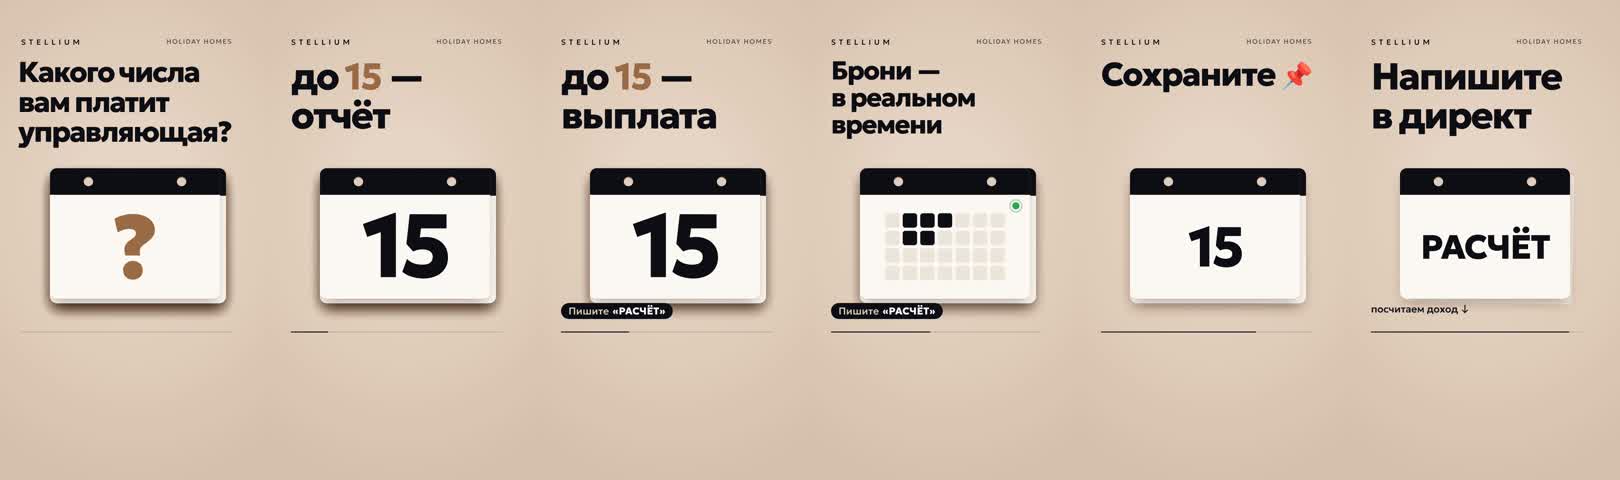 STELLIUM
HOLIDAY HOMES
Какого числа
вам платит
управляющая?
?
STELLIUM
HOLIDAY HOMES
до 15 —
отчёт
15
STELLIUM
HOLIDAY HOMES
до 15 —
выплата
15
Пишите «РАСЧЁТ»
STELLIUM
HOLIDAY HOMES
Брони —
в реальном
времени
Пишите «РАСЧЁТ»
STELLIUM
HOLIDAY HOMES
Сохраните 📌
15
STELLIUM
HOLIDAY HOMES
Напишите
в директ
РАСЧЁТ
посчитаем доход ↓